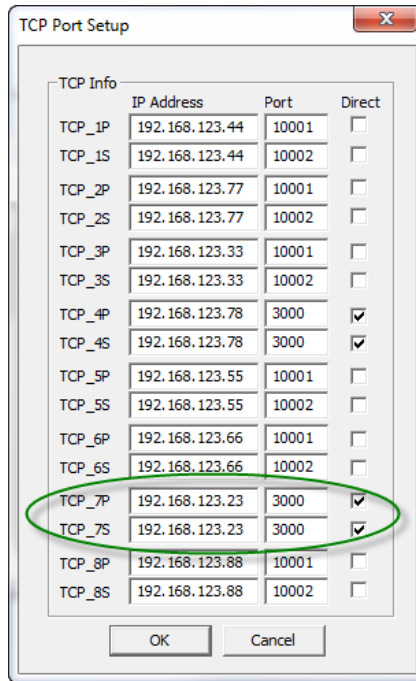 TCP Port Setup
TCP Info
IP Address Port Direct
TCP_1P 192.168.123.44 10001
TCP_1S 192.168.123.44 10002
TCP_2P 192.168.123.77 10001
TCP_2S 192.168.123.77 10002
TCP_3P 192.168.123.33 10001
TCP_3S 192.168.123.33 10002
TCP_4P 192.168.123.78 3000
TCP_4S 192.168.123.78 3000
TCP_5P 192.168.123.55 10001
TCP_5S 192.168.123.55 10002
TCP_6P 192.168.123.66 10001
TCP_6S 192.168.123.66 10002
TCP_7P 192.168.123.23 3000
TCP_7S 192.168.123.23 3000
TCP_8P 192.168.123.88 10001
TCP_8S 192.168.123.88 10002
OK Cancel